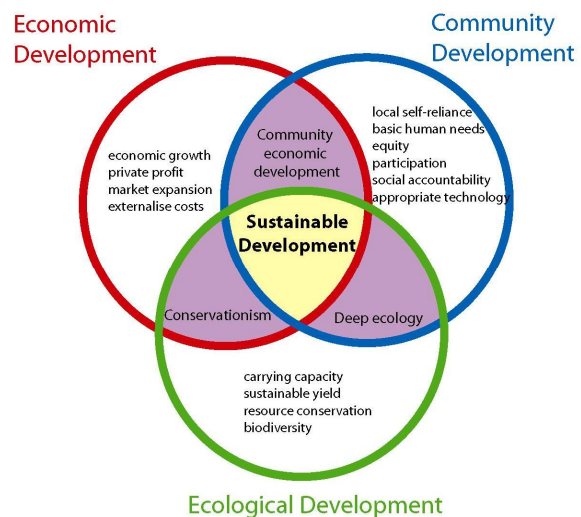 Economic
Development
Community
Development
economic growth
private profit
market expansion
externalise costs
Community
economic
development
local self-reliance
basic human needs
equity
participation
social accountability
appropriate technology
Sustainable
Development
Conservationism
Deep ecology
carrying capacity
sustainable yield
resource conservation
biodiversity
Ecological Development